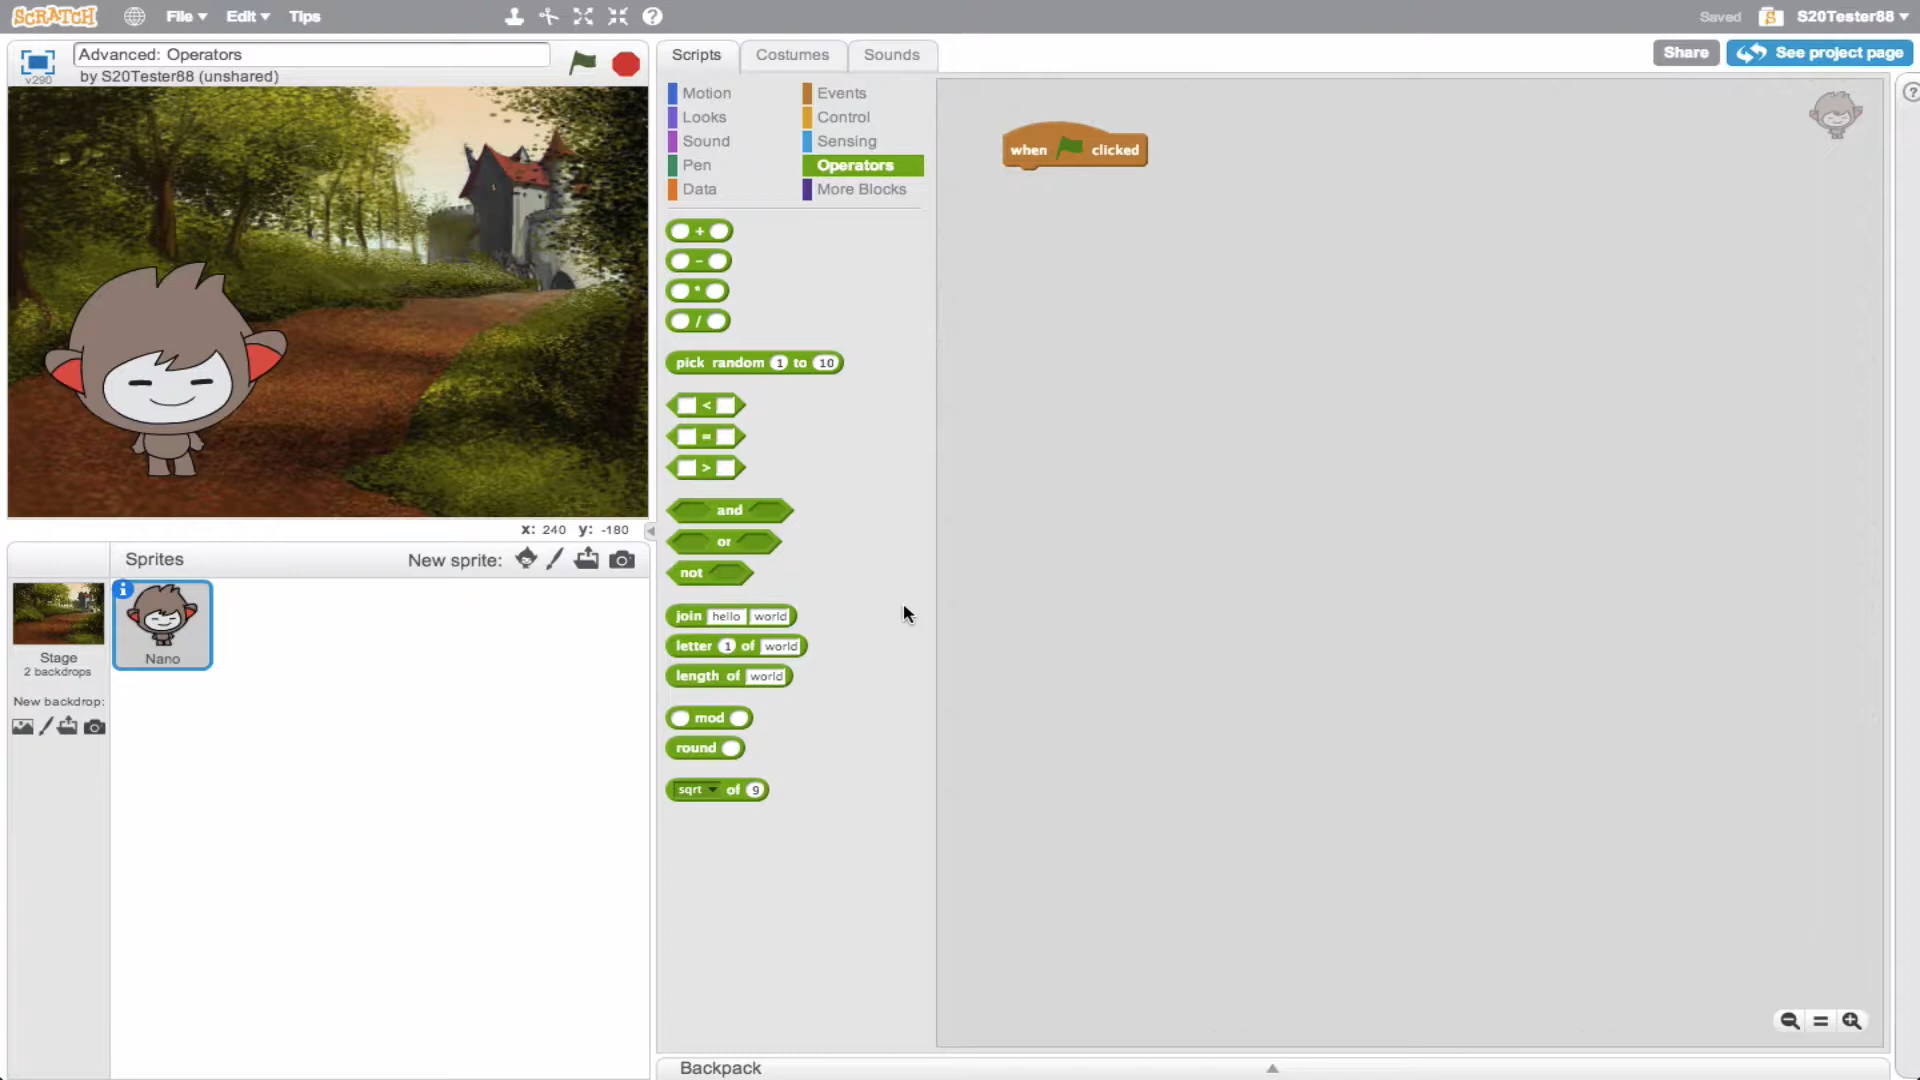 SCRATCH File Edit Tips Saved S20Tester88
v290
Advanced: Operators
by S20Tester88 (unshared)
Scripts Costumes Sounds
Share See project page
Motion Events
Looks Control
Sound Sensing
Pen Operators
Data More Blocks
+
-
*
/
pick random 1 to 10
<
=
>
and
or
not
join hello world
letter 1 of world
length of world
mod
round
sqrt of 9
when clicked
x: 240 y: -180
Sprites New sprite:
Stage
2 backdrops
New backdrop:
Nano
Backpack